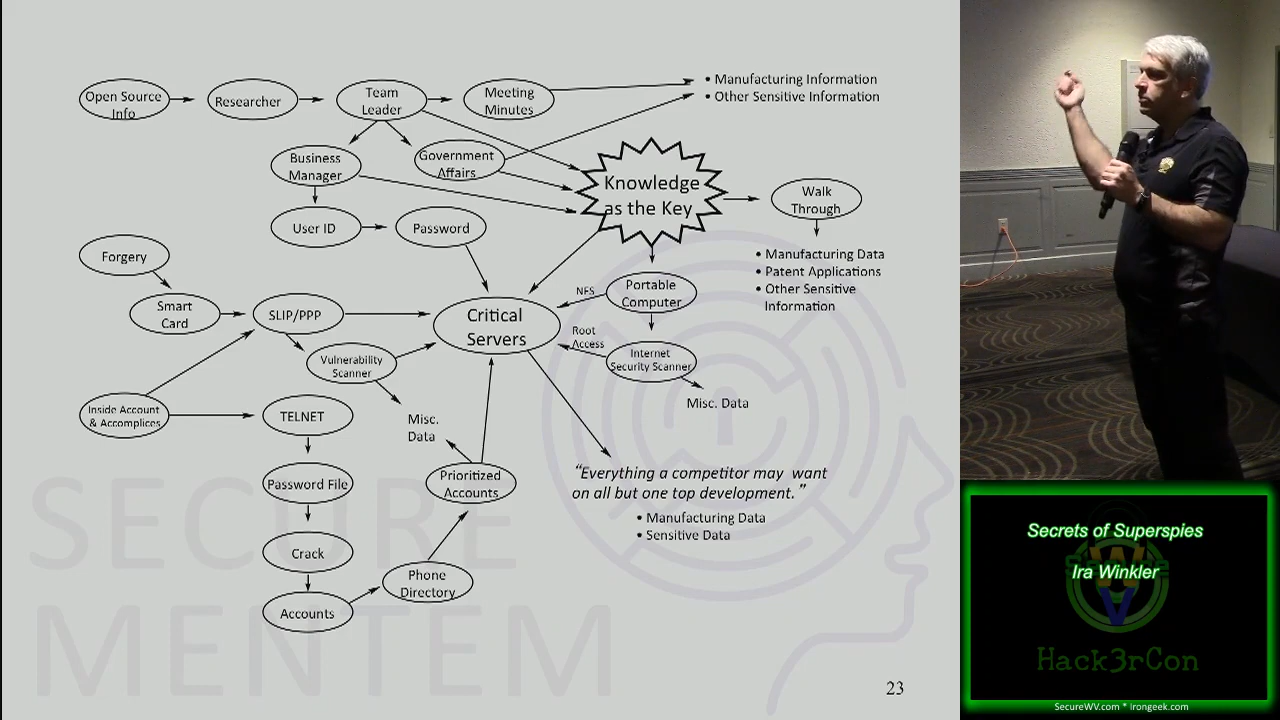 Open Source
Info
Researcher
Team
Leader
Meeting
Minutes
• Manufacturing Information
• Other Sensitive Information
Business
Manager
Government
Affairs
Knowledge
as the Key
Walk
Through
User ID
Password
• Manufacturing Data
• Patent Applications
• Other Sensitive
Information
Forgery
Smart
Card
SLIP/PPP
Critical
Servers
NFS
Portable
Computer
Root
Access
Internet
Security Scanner
Vulnerability
Scanner
Misc. Data
Inside Account
& Accomplices
TELNET
Misc.
Data
Password File
Prioritized
Accounts
"Everything a competitor may want
on all but one top development."
• Manufacturing Data
• Sensitive Data
Crack
Phone
Directory
Accounts
SECURE
MENTEM
23
Secrets of Superspies
Ira Winkler
Hack3rCon
SecureWV.com * Irongeek.com